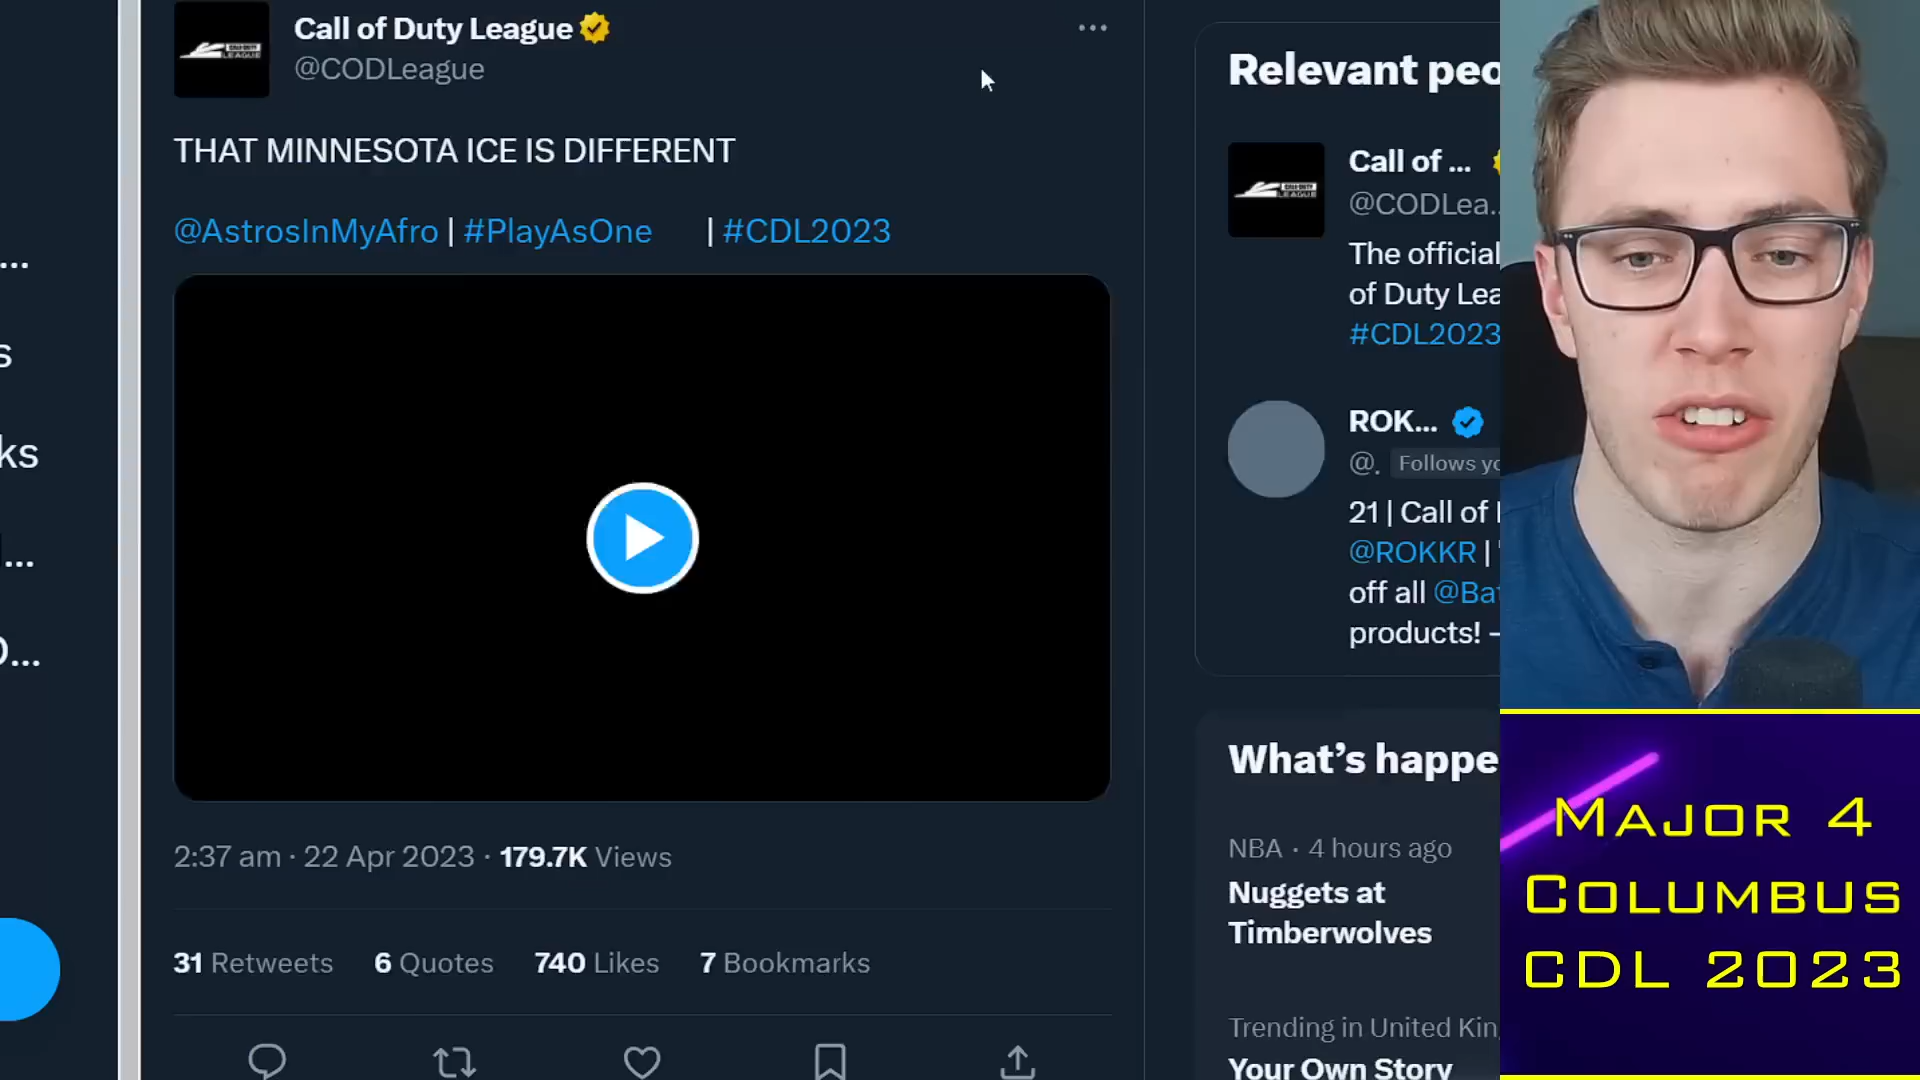 Call of Duty League
@CODLeague
THAT MINNESOTA ICE IS DIFFERENT
@AstrosInMyAfro | #PlayAsOne | #CDL2023
2:37 am · 22 Apr 2023 · 179.7K Views
31 Retweets 6 Quotes 740 Likes 7 Bookmarks
...
s
ks
...
...
Relevant peo
Call of ...
@CODLea..
The official
of Duty Lea
#CDL2023
ROK...
@. Follows yo
21 | Call of
@ROKKR |
off all @Bat
products! -
What's happe
NBA · 4 hours ago
Nuggets at
Timberwolves
Trending in United Kin
Your Own Story
MAJOR 4
COLUMBUS
CDL 2023